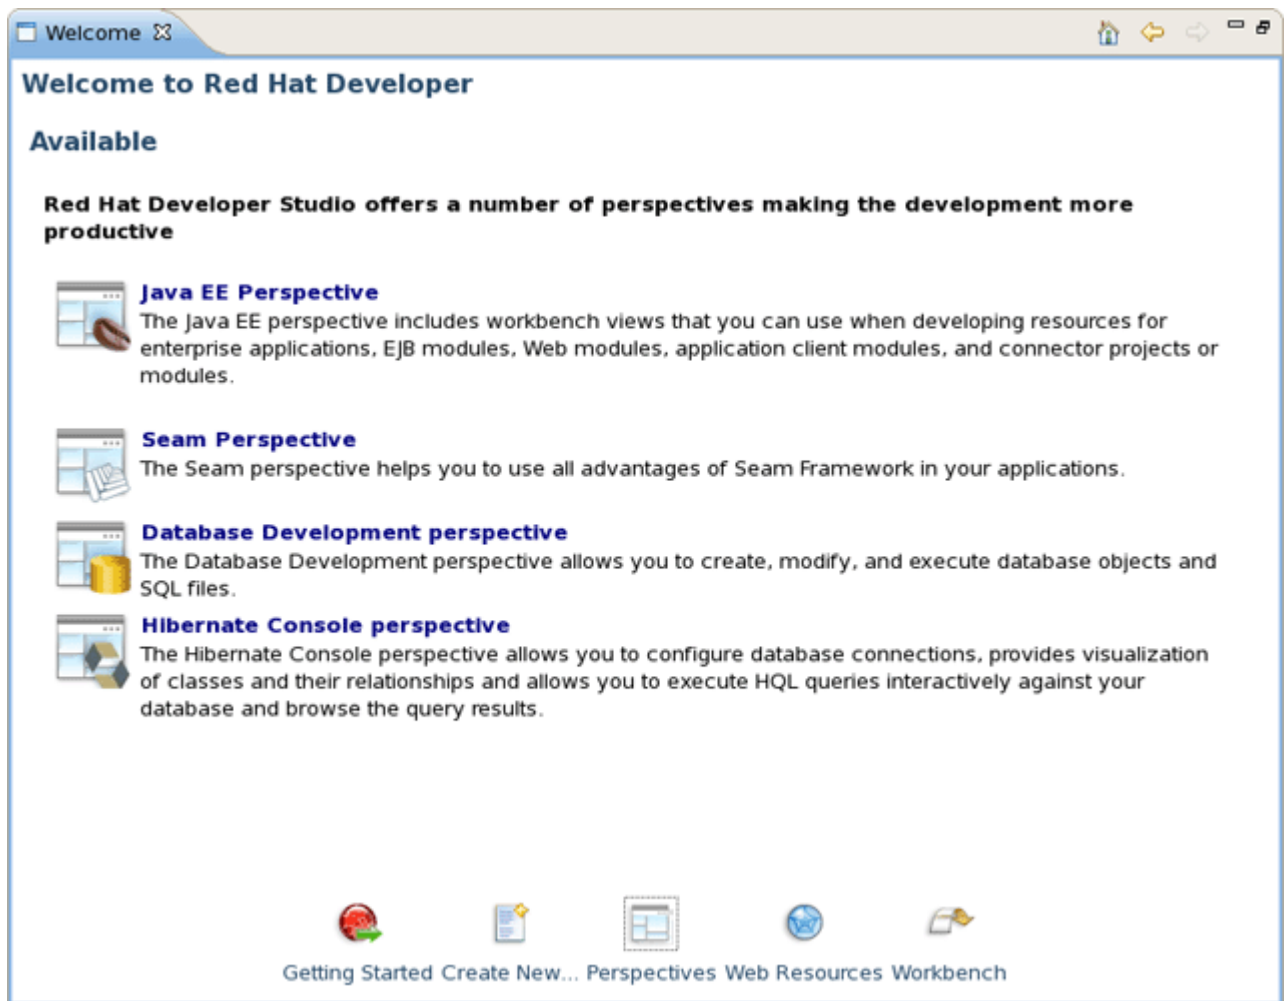 Welcome
Welcome to Red Hat Developer
Available
Red Hat Developer Studio offers a number of perspectives making the development more
productive
Java EE Perspective
The Java EE perspective includes workbench views that you can use when developing resources for
enterprise applications, EJB modules, Web modules, application client modules, and connector projects or
modules.
Seam Perspective
The Seam perspective helps you to use all advantages of Seam Framework in your applications.
Database Development perspective
The Database Development perspective allows you to create, modify, and execute database objects and
SQL files.
Hibernate Console perspective
The Hibernate Console perspective allows you to configure database connections, provides visualization
of classes and their relationships and allows you to execute HQL queries interactively against your
database and browse the query results.
Getting Started Create New... Perspectives Web Resources Workbench